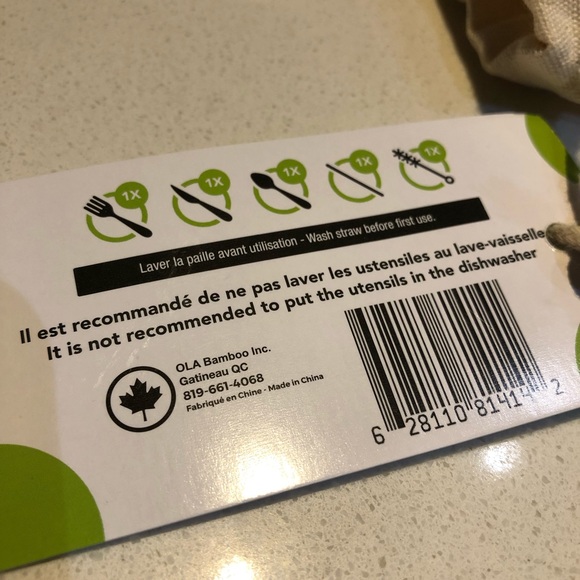 1X 1X 1X 1X 1X
Laver la paille avant utilisation - Wash straw before first use.
Il est recommandé de ne pas laver les ustensiles au lave-vaisselle
It is not recommended to put the utensils in the dishwasher
OLA Bamboo Inc.
Gatineau QC
819-661-4068
Fabriqué en Chine - Made in China
6 28110 81414 2